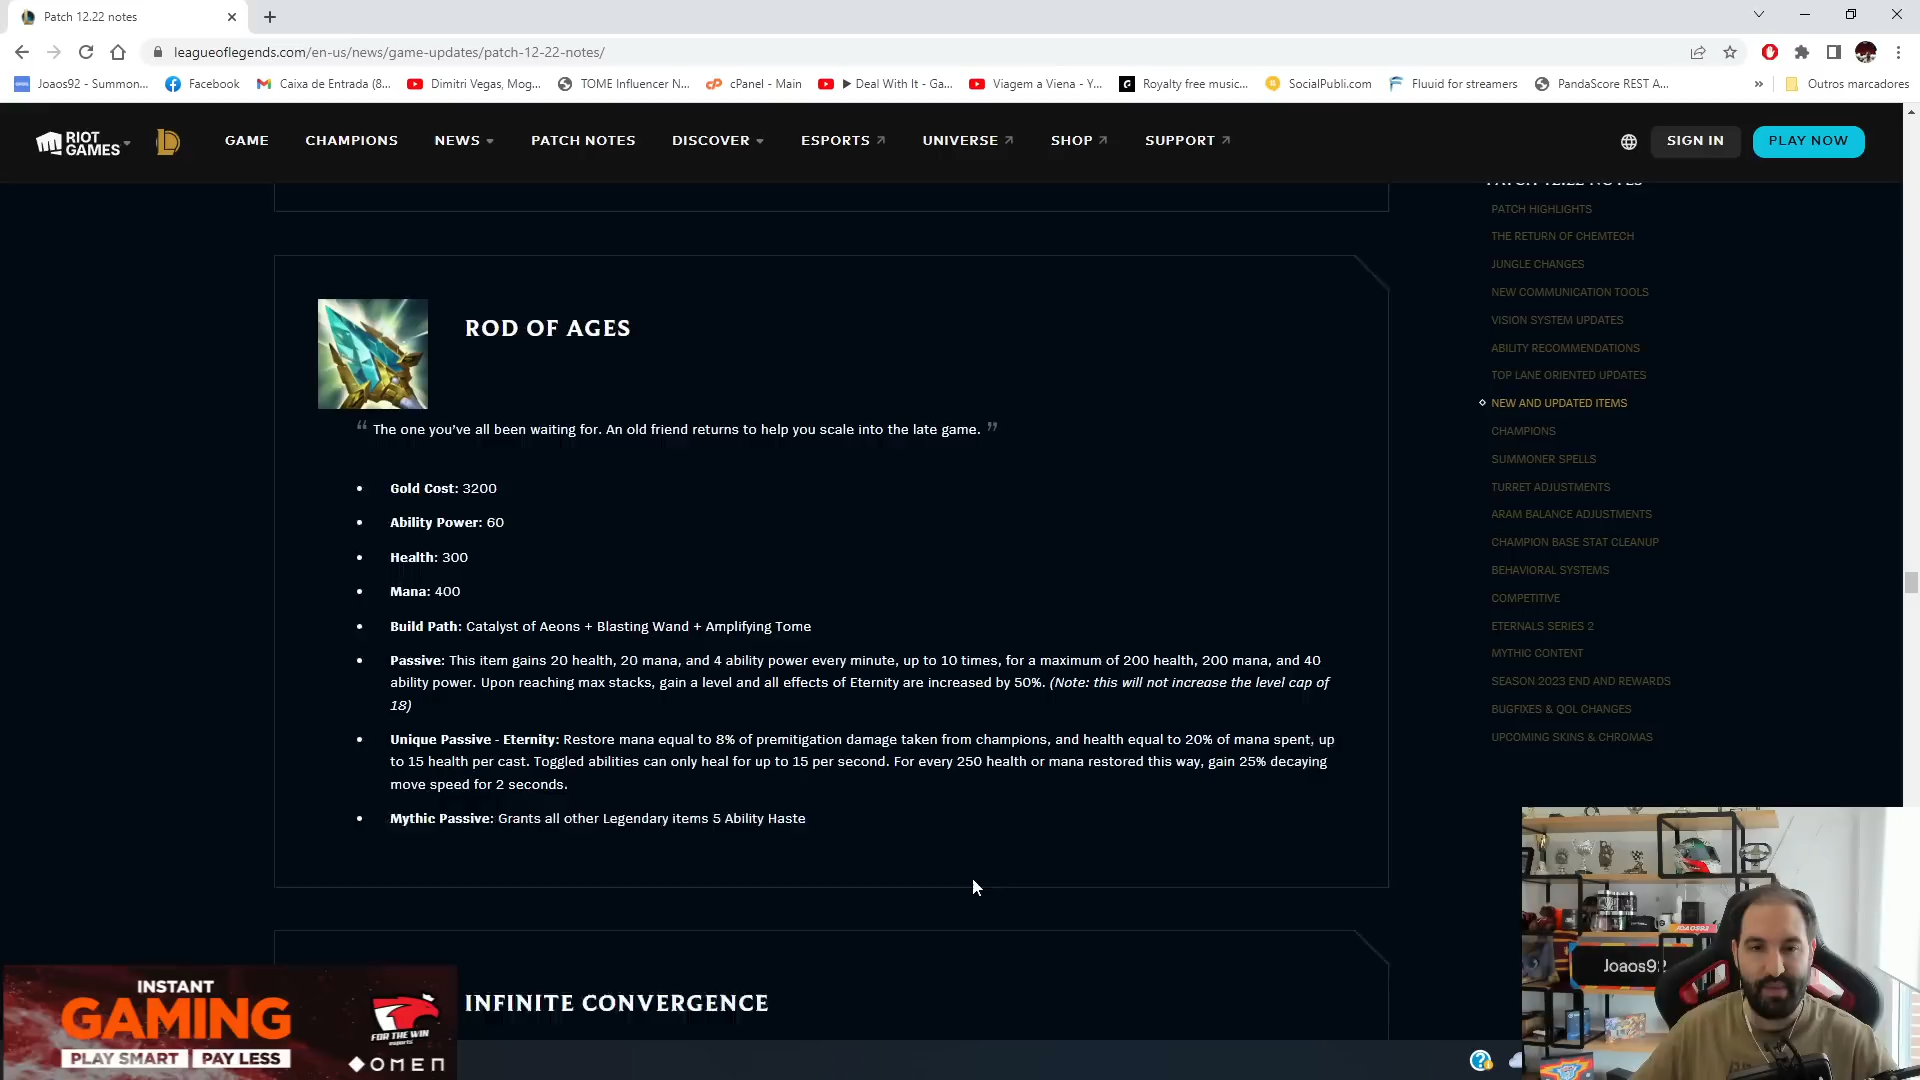 Patch 12.22 notes
leagueoflegends.com/en-us/news/game-updates/patch-12-22-notes/
Joaos92 - Summon... Facebook Caixa de Entrada (8... Dimitri Vegas, Mog... TOME Influencer N... cPanel - Main ▶ Deal With It - Ga... Viagem a Viena - Y... Royalty free music... SocialPubli.com Fluuid for streamers PandaScore REST A... » Outros marcadores
RIOT GAMES GAME CHAMPIONS NEWS PATCH NOTES DISCOVER ESPORTS UNIVERSE SHOP SUPPORT SIGN IN PLAY NOW
PATCH 12.22 NOTES
PATCH HIGHLIGHTS
THE RETURN OF CHEMTECH
JUNGLE CHANGES
NEW COMMUNICATION TOOLS
VISION SYSTEM UPDATES
ABILITY RECOMMENDATIONS
TOP LANE ORIENTED UPDATES
NEW AND UPDATED ITEMS
CHAMPIONS
SUMMONER SPELLS
TURRET ADJUSTMENTS
ARAM BALANCE ADJUSTMENTS
CHAMPION BASE STAT CLEANUP
BEHAVIORAL SYSTEMS
COMPETITIVE
ETERNALS SERIES 2
MYTHIC CONTENT
SEASON 2023 END AND REWARDS
BUGFIXES & QOL CHANGES
UPCOMING SKINS & CHROMAS
ROD OF AGES
“ The one you’ve all been waiting for. An old friend returns to help you scale into the late game. ”
• Gold Cost: 3200
• Ability Power: 60
• Health: 300
• Mana: 400
• Build Path: Catalyst of Aeons + Blasting Wand + Amplifying Tome
• Passive: This item gains 20 health, 20 mana, and 4 ability power every minute, up to 10 times, for a maximum of 200 health, 200 mana, and 40
ability power. Upon reaching max stacks, gain a level and all effects of Eternity are increased by 50%. (Note: this will not increase the level cap of
18)
• Unique Passive - Eternity: Restore mana equal to 8% of premitigation damage taken from champions, and health equal to 20% of mana spent, up
to 15 health per cast. Toggled abilities can only heal for up to 15 per second. For every 250 health or mana restored this way, gain 25% decaying
move speed for 2 seconds.
• Mythic Passive: Grants all other Legendary items 5 Ability Haste
INFINITE CONVERGENCE
INSTANT
GAMING
PLAY SMART PAY LESS
FOR THE WIN
esports
OMEN
JOAOS92
Joaos92